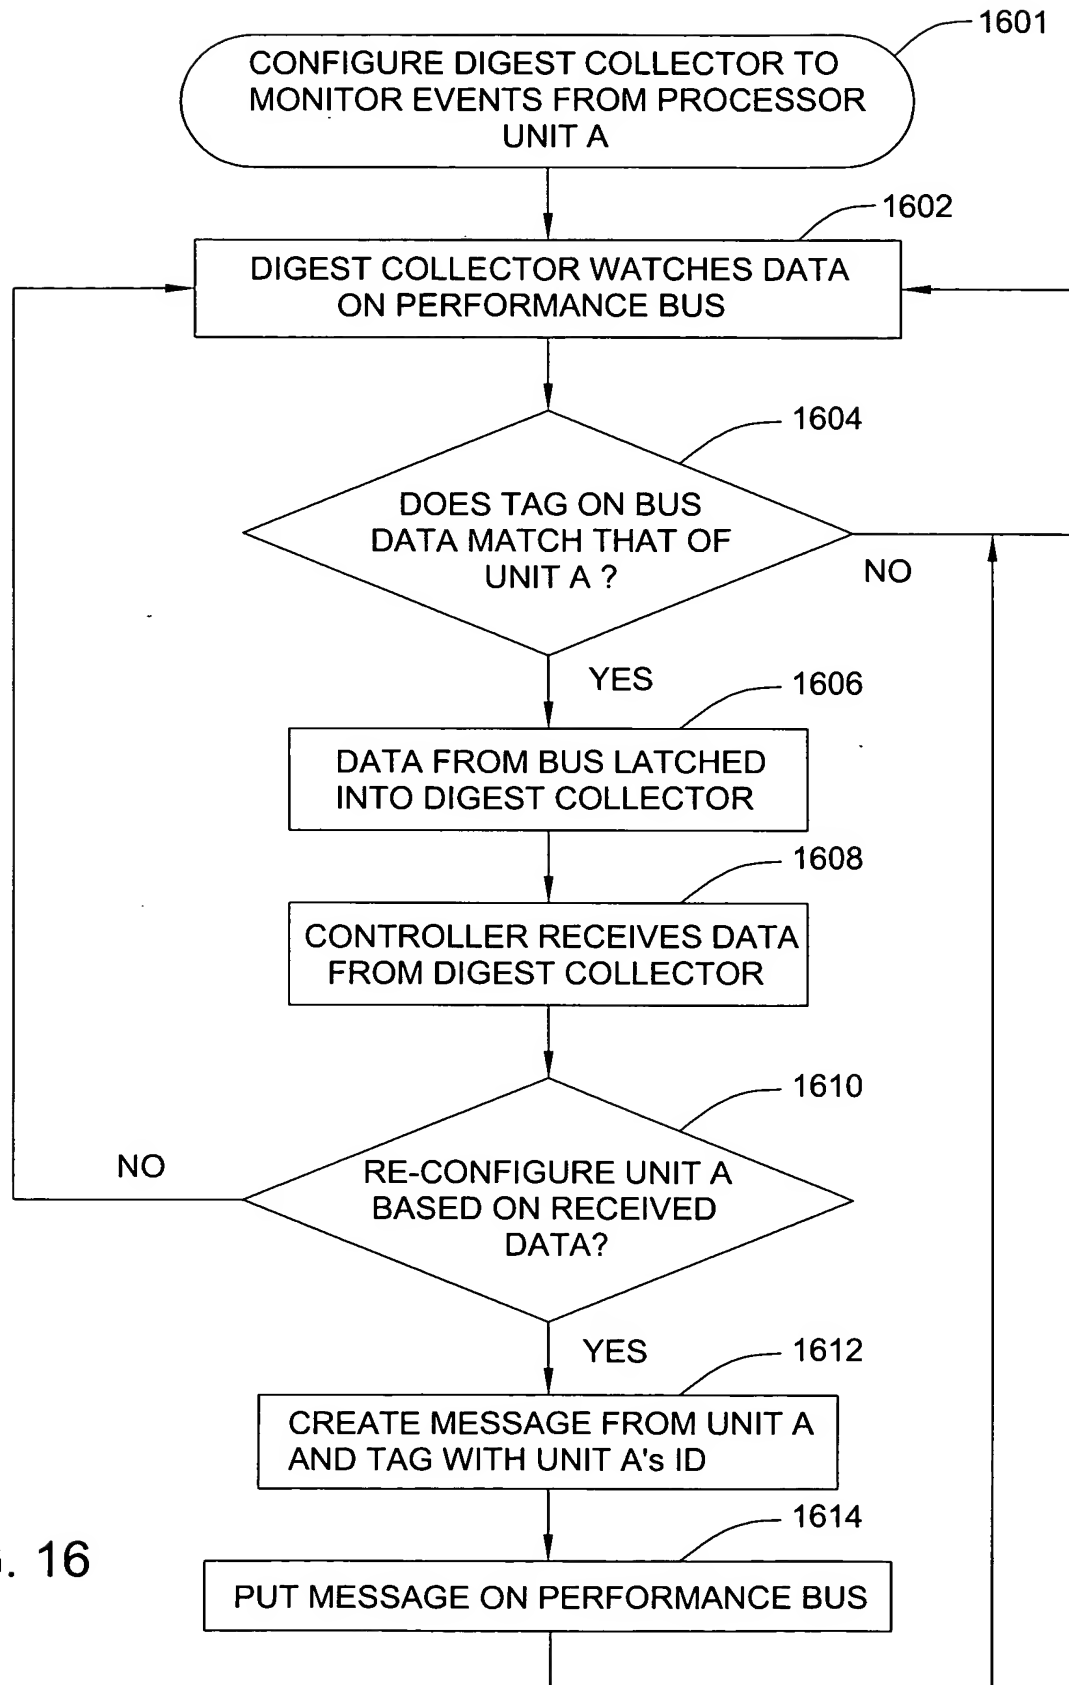 1601
CONFIGURE DIGEST COLLECTOR TO
MONITOR EVENTS FROM PROCESSOR
UNIT A
1602
DIGEST COLLECTOR WATCHES DATA
ON PERFORMANCE BUS
1604
DOES TAG ON BUS
DATA MATCH THAT OF
UNIT A ?
NO
YES
1606
DATA FROM BUS LATCHED
INTO DIGEST COLLECTOR
1608
CONTROLLER RECEIVES DATA
FROM DIGEST COLLECTOR
1610
NO
RE-CONFIGURE UNIT A
BASED ON RECEIVED
DATA?
YES
1612
CREATE MESSAGE FROM UNIT A
AND TAG WITH UNIT A's ID
1614
. 16
PUT MESSAGE ON PERFORMANCE BUS